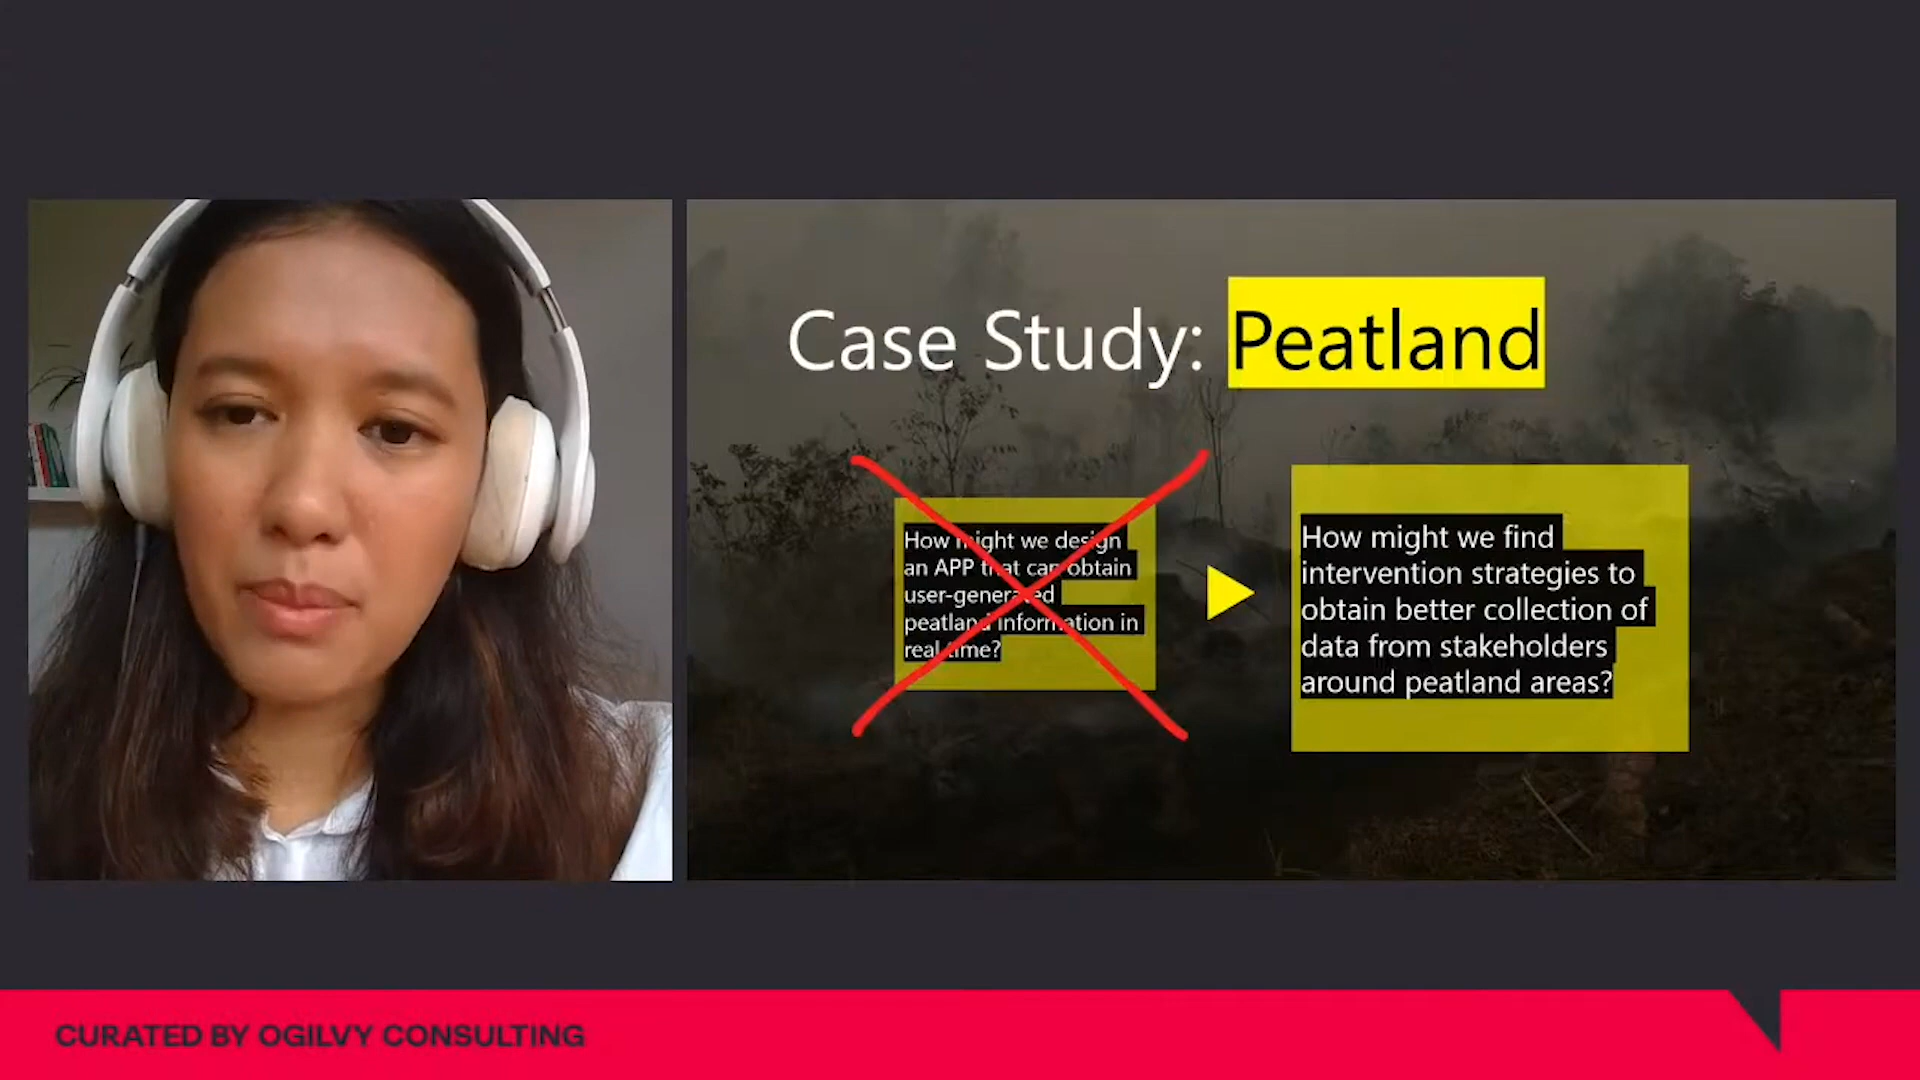 Case Study: Peatland
How might we design
an APP that can obtain
user-generated
peatland information in
real time?
How might we find
intervention strategies to
obtain better collection of
data from stakeholders
around peatland areas?
CURATED BY OGILVY CONSULTING